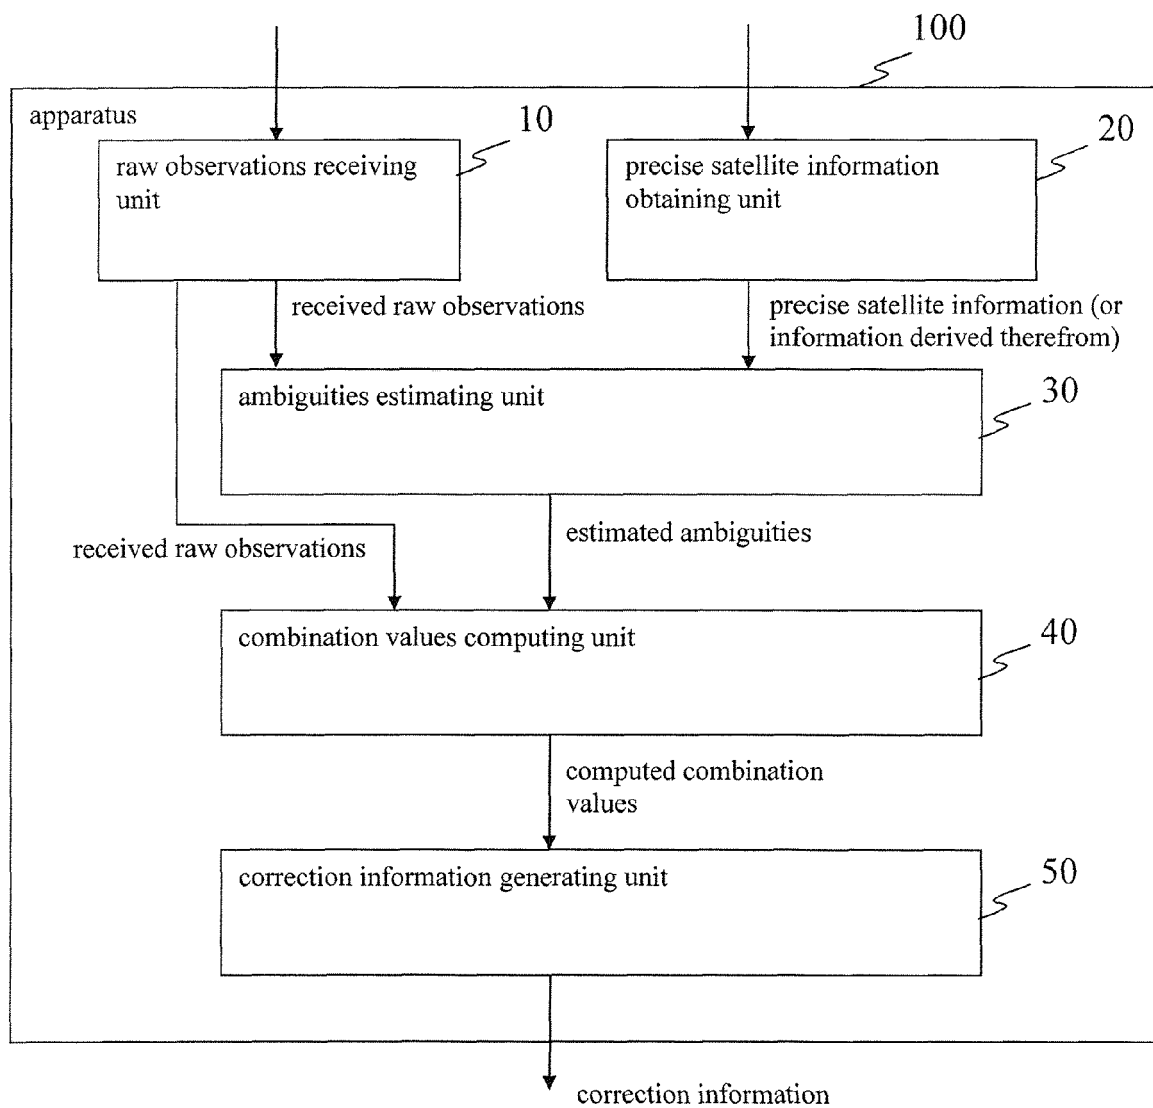 100
apparatus
10
20
raw observations receiving
unit
precise satellite information
obtaining unit
received raw observations
precise satellite information (or
information derived therefrom)
ambiguities estimating unit
30
estimated ambiguities
received raw observations
combination values computing unit
40
computed combination
values
correction information generating unit
50
correction information